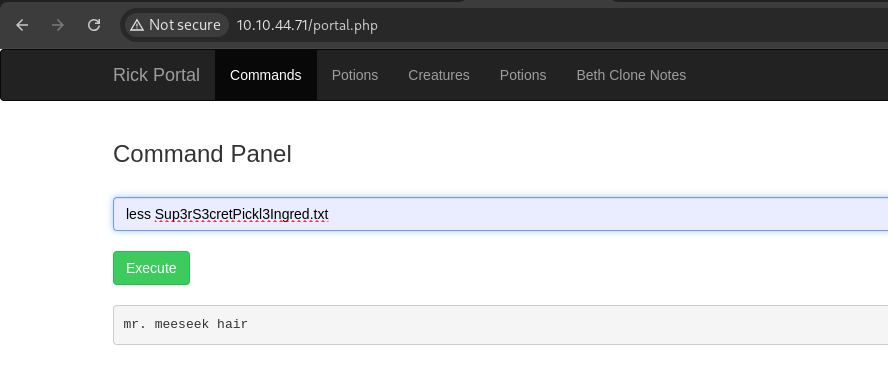 Not secure 10.10.44.71/portal.php
Rick Portal Commands Potions Creatures Potions Beth Clone Notes
Command Panel
less Sup3rS3cretPickl3Ingred.txt
Execute
mr. meeseek hair